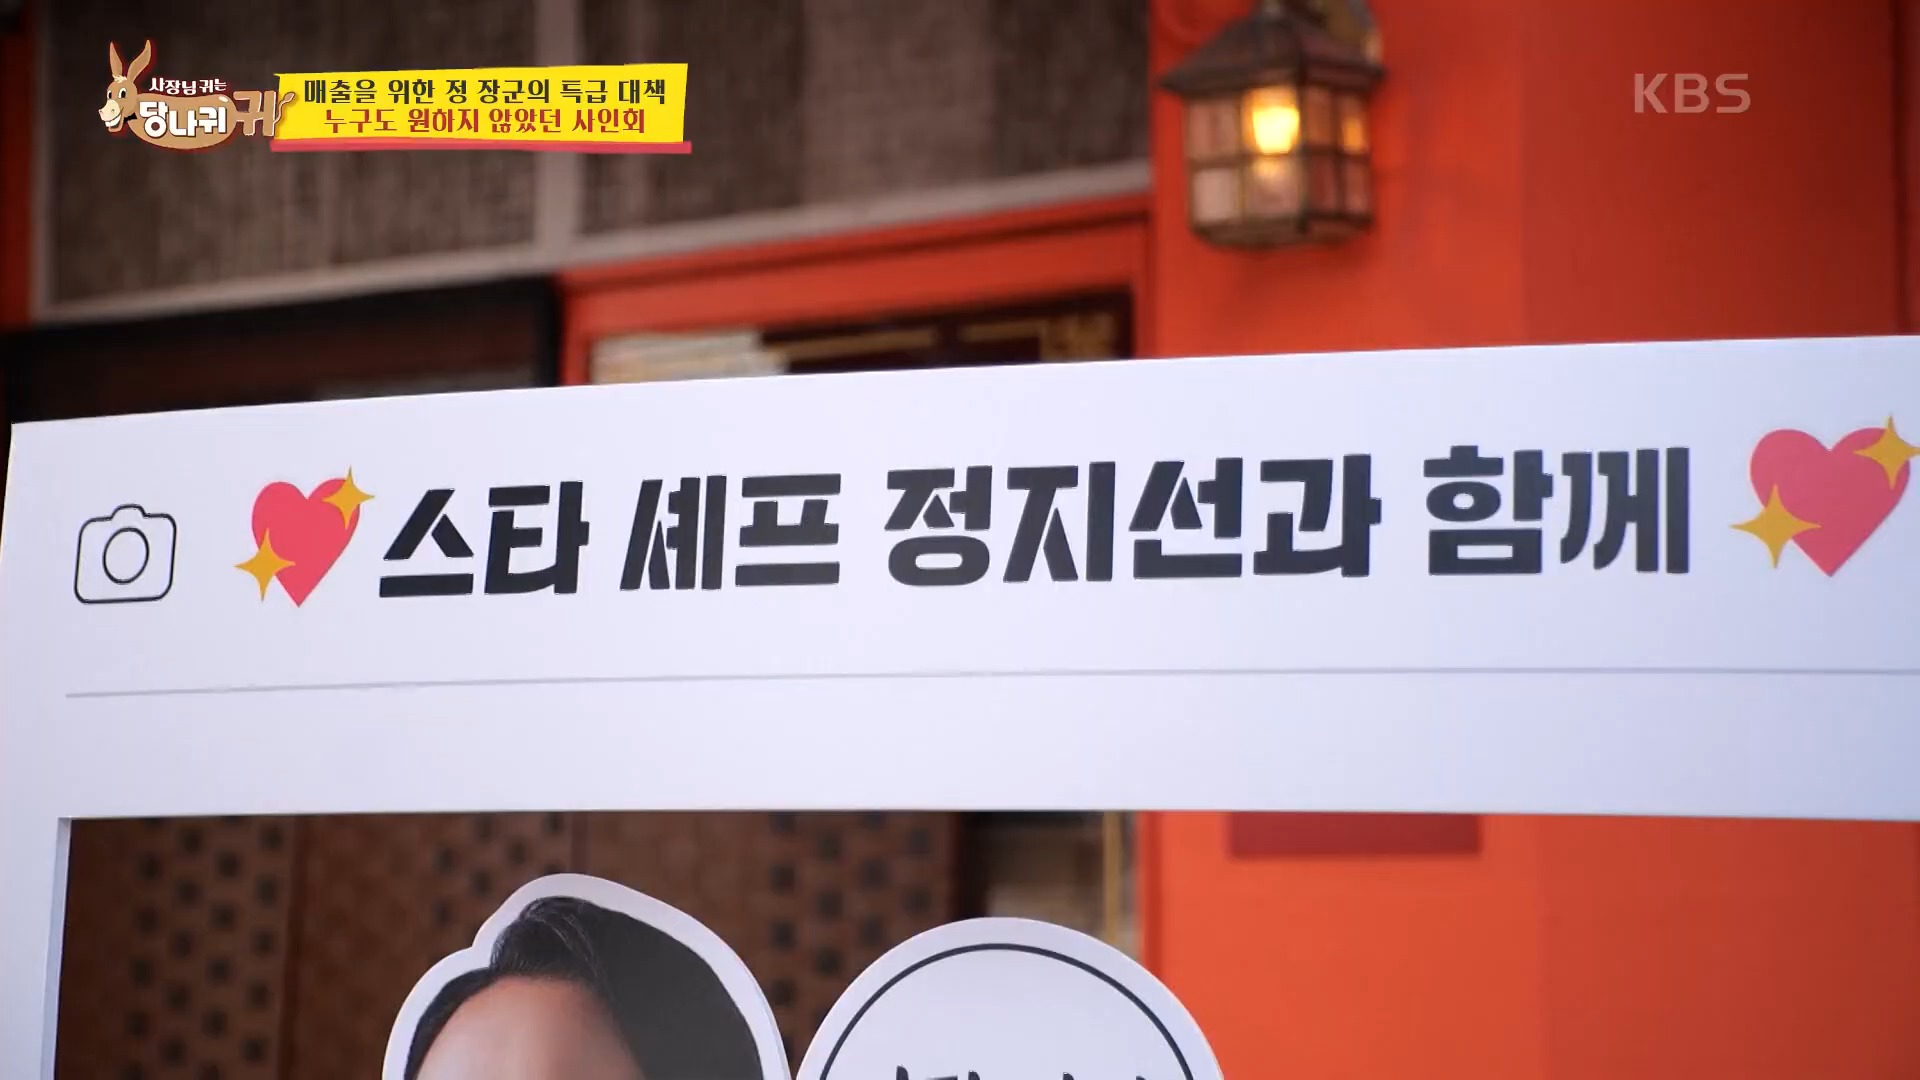 사장님 귀는
당나귀 귀
매출을 위한 정 장군의 특급 대책
누구도 원하지 않았던 사인회
KBS
스타 셰프 정지선과 함께